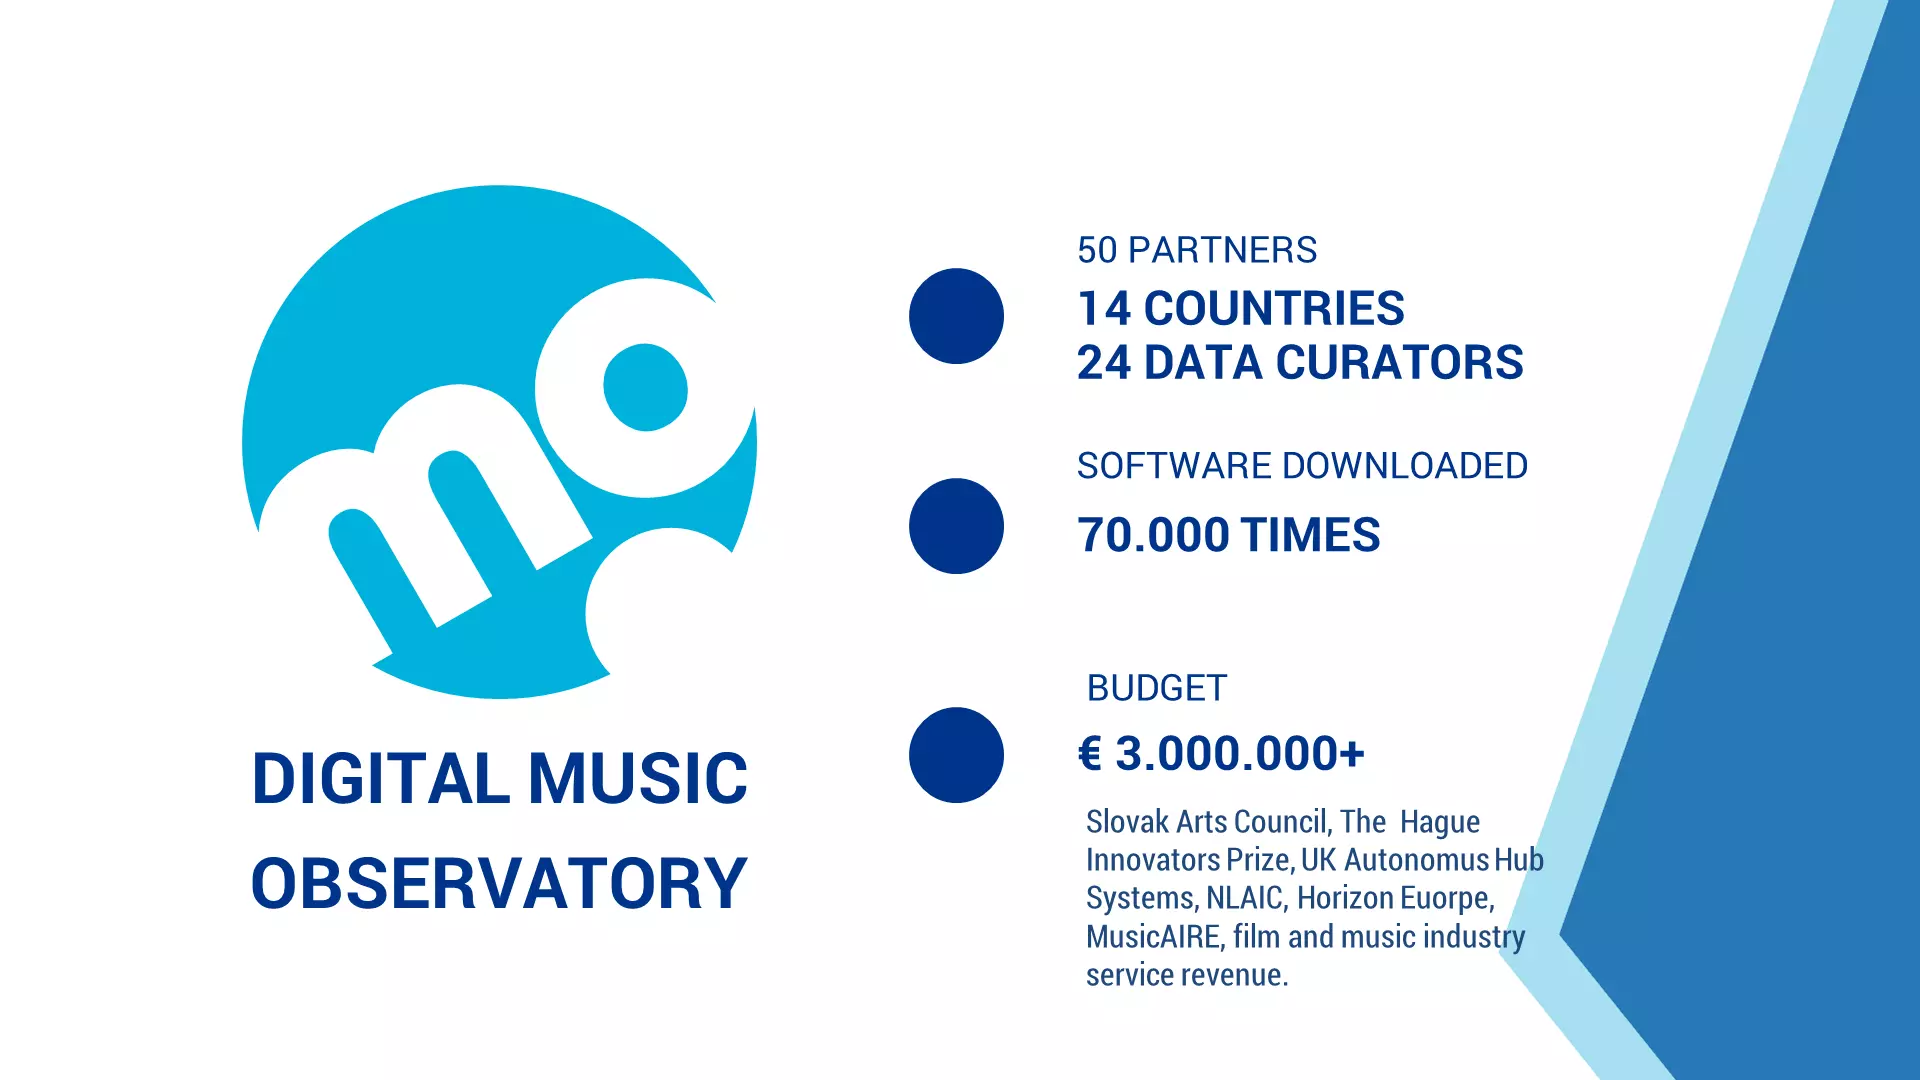 mo
DIGITAL MUSIC
OBSERVATORY
50 PARTNERS
14 COUNTRIES
24 DATA CURATORS
SOFTWARE DOWNLOADED
70.000 TIMES
BUDGET
€ 3.000.000+
Slovak Arts Council, The Hague
Innovators Prize, UK Autonomus Hub
Systems, NLAIC, Horizon Euorpe,
MusicAIRE, film and music industry
service revenue.